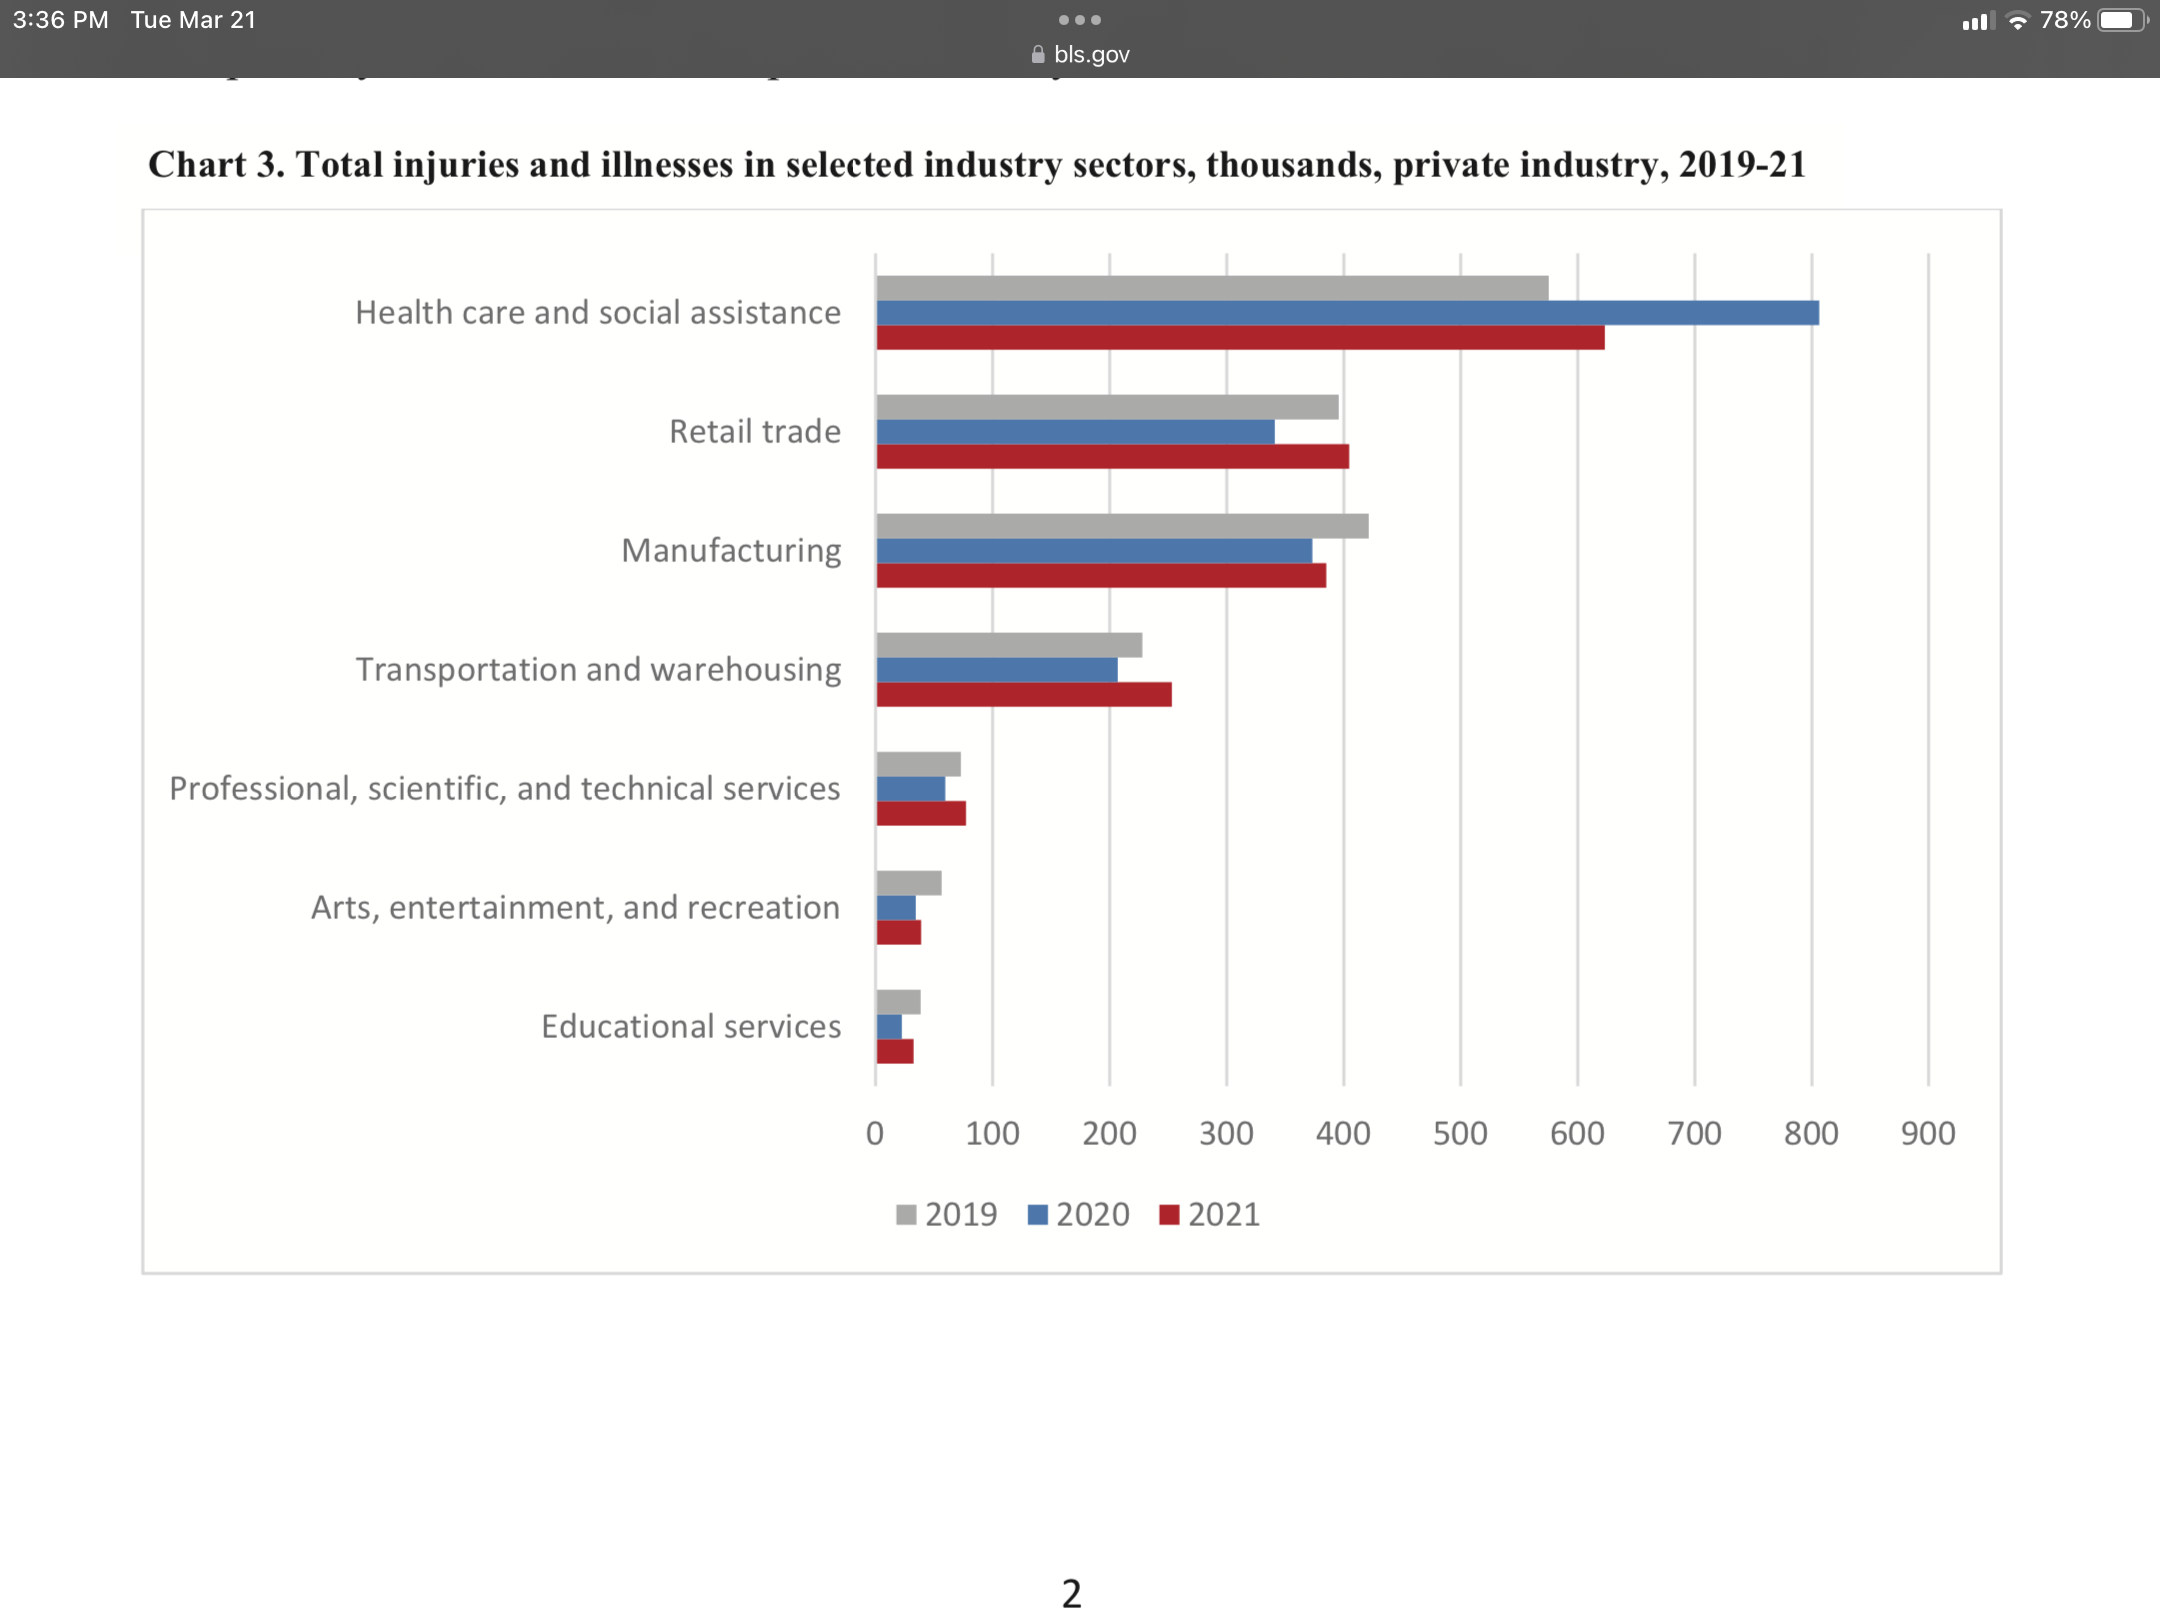 3:36 PM Tue Mar 21
78%
bls.gov
Chart 3. Total injuries and illnesses in selected industry sectors, thousands, private industry, 2019-21
Health care and social assistance
Retail trade
Manufacturing
Transportation and warehousing
Professional, scientific, and technical services
Arts, entertainment, and recreation
Educational services
0 100 200 300 400 500 600 700 800 900
2019 2020 2021
2